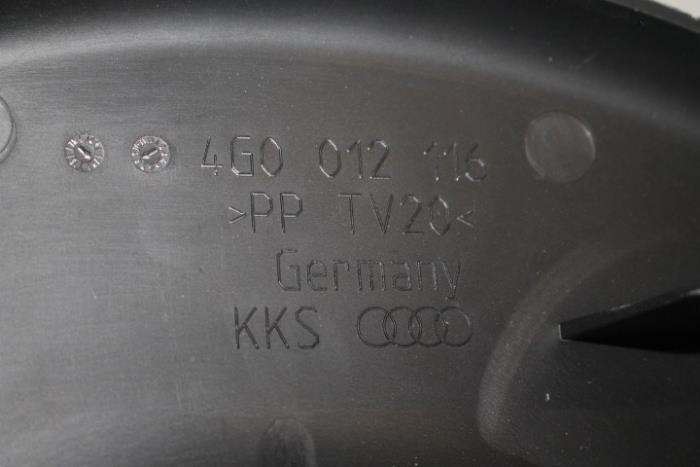 4G0 012 116
>PP TV20<
Germany
KKS